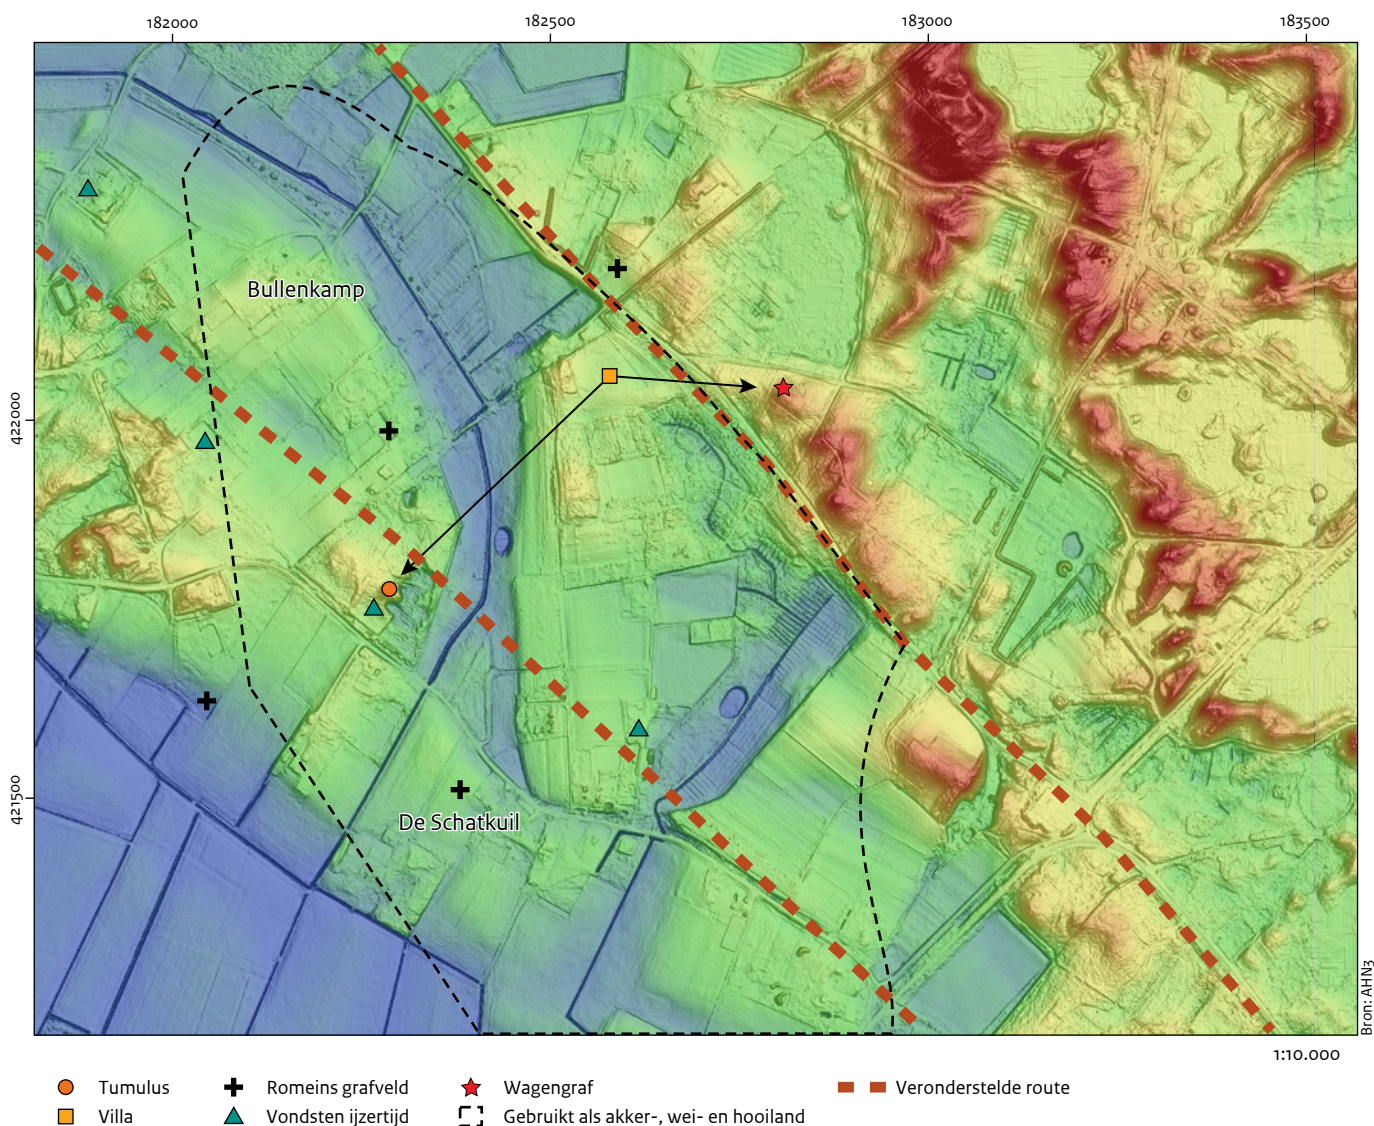 182000
182500
183000
183500
Bullenkamp
422000
421500
De Schatkuil
Bron: AHN3
1:10.000
Tumulus
Romeins grafveld
Wagengraf
Veronderstelde route
Villa
Vondsten ijzertijd
Gebruikt als akker-, wei- en hooiland